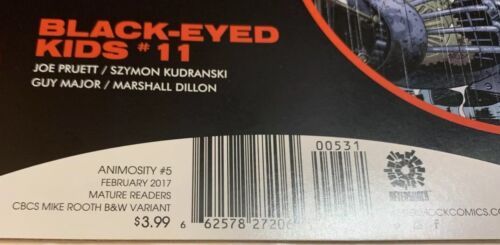 BLACK-EYED
KIDS #11
JOE PRUETT / SZYMON KUDRANSKI
GUY MAJOR / MARSHALL DILLON
00531
ANIMOSITY #5
FEBRUARY 2017
MATURE READERS
CBCS MIKE ROOTH B&W VARIANT
$3.99
6 62578 27206
AFTERSHOCK